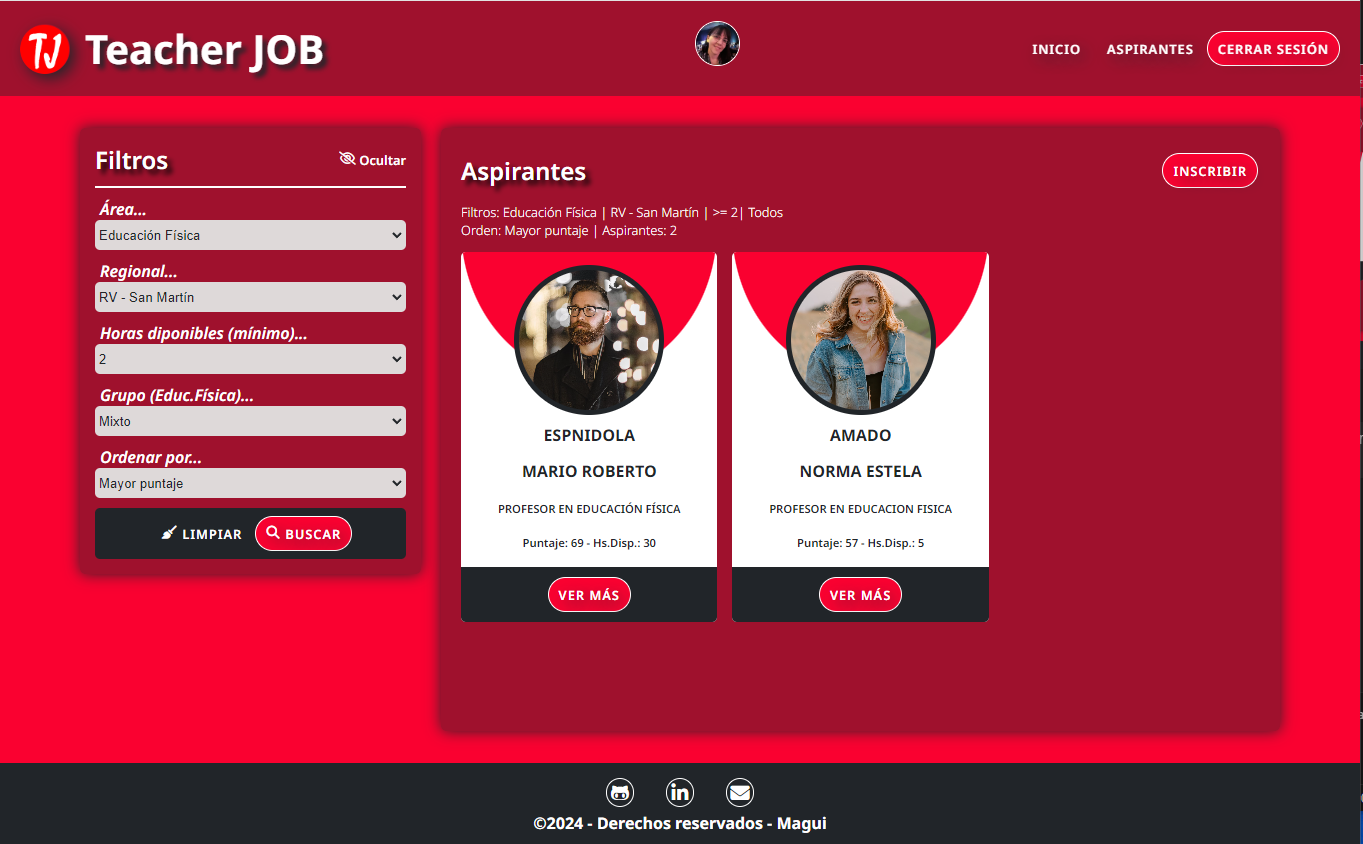 TJ Teacher JOB
INICIO ASPIRANTES CERRAR SESIÓN
Filtros
Ocultar
Área...
Educación Física
Regional...
RV - San Martín
Horas diponibles (mínimo)...
2
Grupo (Educ.Física)...
Mixto
Ordenar por...
Mayor puntaje
LIMPIAR BUSCAR
Aspirantes
INSCRIBIR
Filtros: Educación Física | RV - San Martín | >= 2| Todos
Orden: Mayor puntaje | Aspirantes: 2
ESPNIDOLA
MARIO ROBERTO
PROFESOR EN EDUCACIÓN FÍSICA
Puntaje: 69 - Hs.Disp.: 30
VER MÁS
AMADO
NORMA ESTELA
PROFESOR EN EDUCACION FISICA
Puntaje: 57 - Hs.Disp.: 5
VER MÁS
in
©2024 - Derechos reservados - Magui